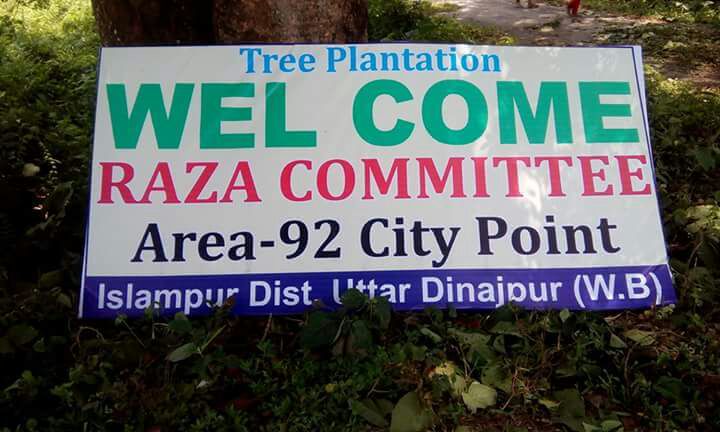 Tree Plantation
WEL COME
RAZA COMMITTEE
Area-92 City Point
Islampur Dist. Uttar Dinajpur (W.B)